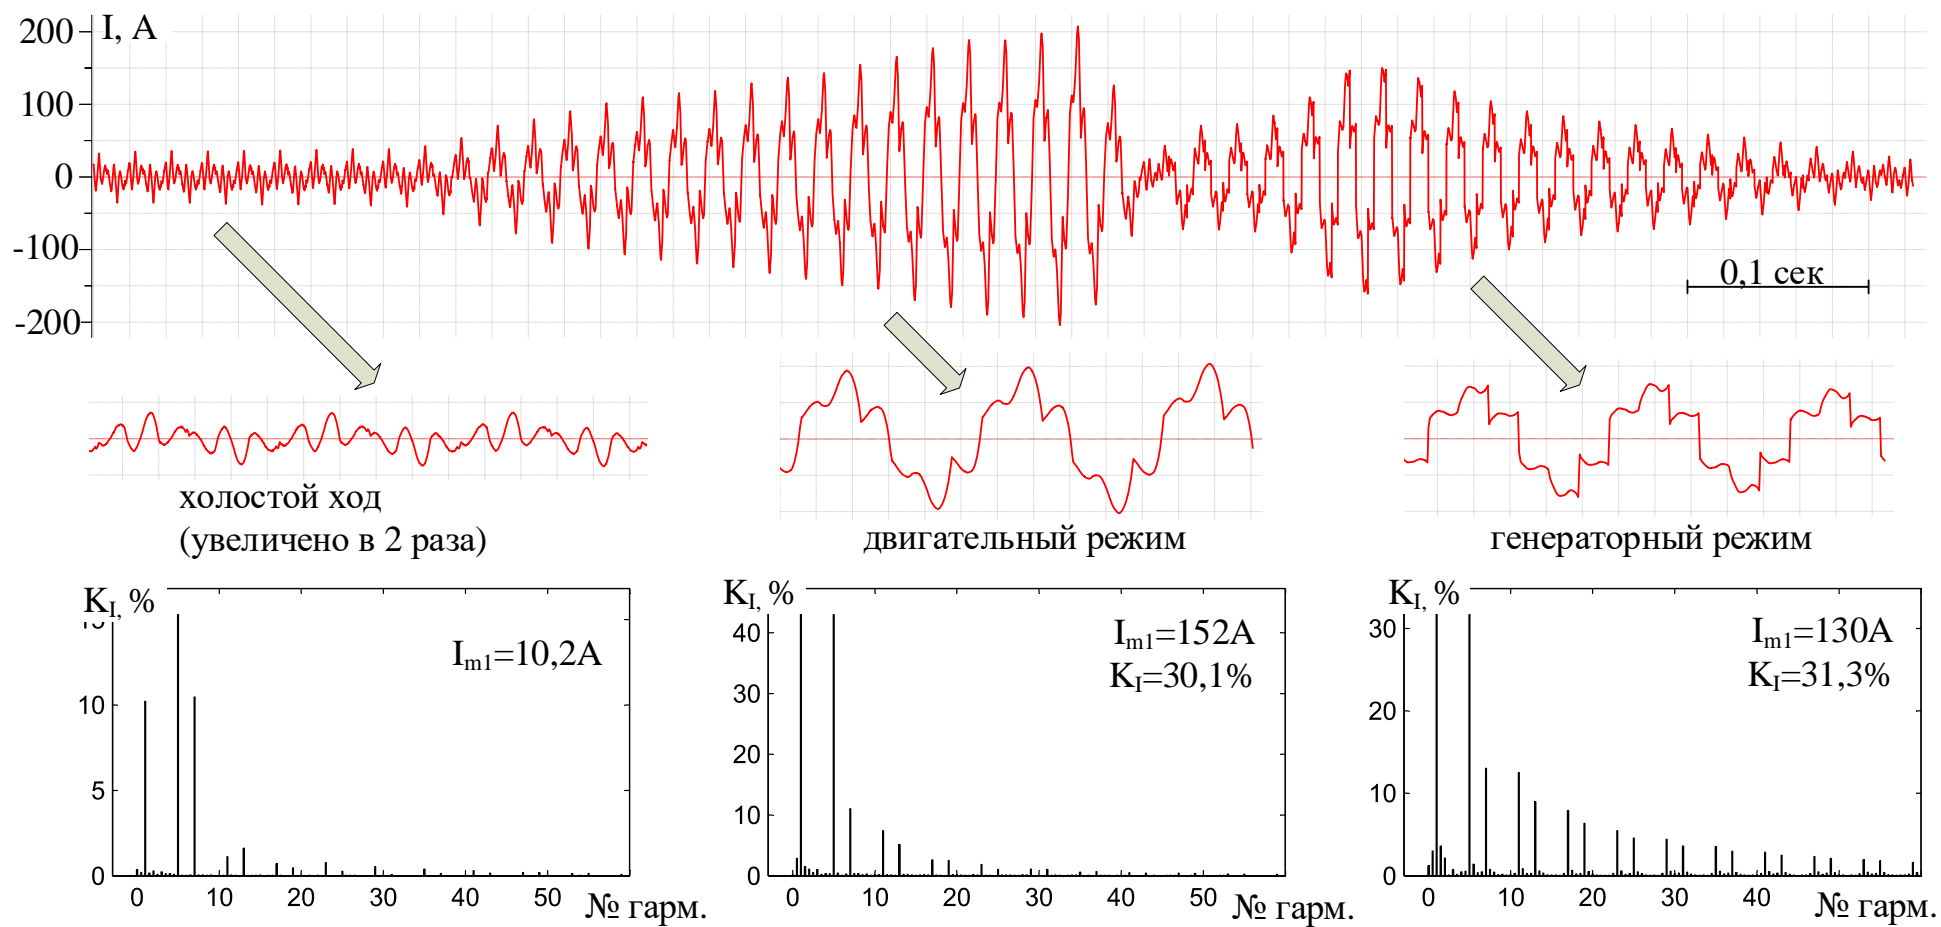 I, A
200
100
0
-100
-200
0,1 сек
холостой ход
(увеличено в 2 раза)
двигательный режим
генераторный режим
K_I, %
10
5
0
0 10 20 30 40 50
№ гарм.
I_m1=10,2A
K_I, %
40
30
20
10
0
0 10 20 30 40 50
№ гарм.
I_m1=152A
K_I=30,1%
K_I, %
30
20
10
0
0 10 20 30 40
№ гарм.
I_m1=130A
K_I=31,3%